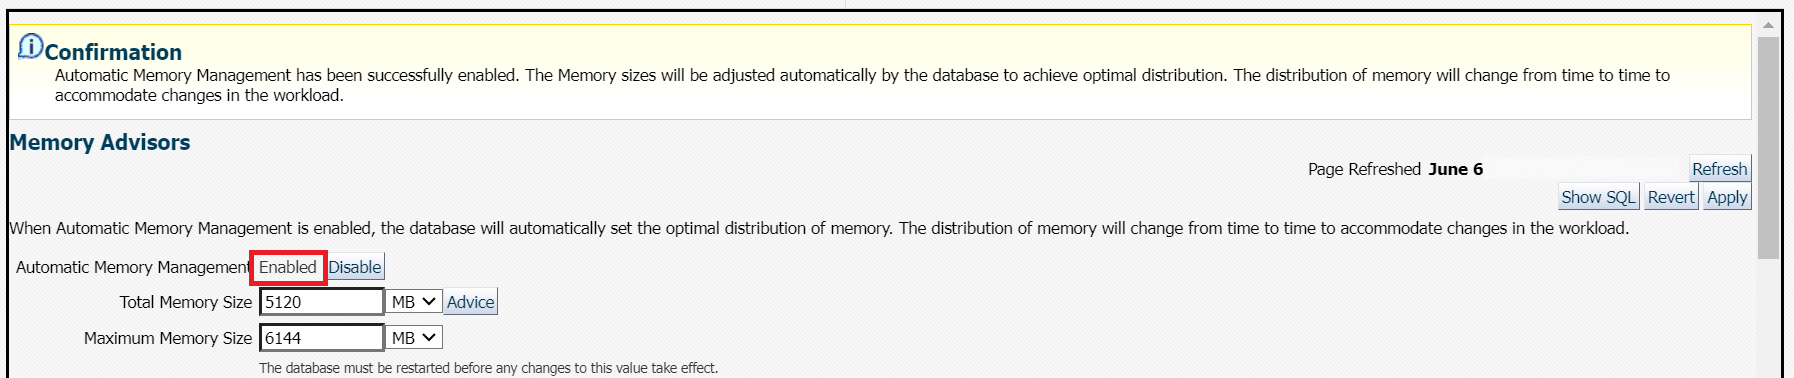 Confirmation
Automatic Memory Management has been successfully enabled. The Memory sizes will be adjusted automatically by the database to achieve optimal distribution. The distribution of memory will change from time to time to
accommodate changes in the workload.
Memory Advisors
Page Refreshed June 6 Refresh
Show SQL Revert Apply
When Automatic Memory Management is enabled, the database will automatically set the optimal distribution of memory. The distribution of memory will change from time to time to accommodate changes in the workload.
Automatic Memory Management Enabled Disable
Total Memory Size 5120 MB Advice
Maximum Memory Size 6144 MB
The database must be restarted before any changes to this value take effect.